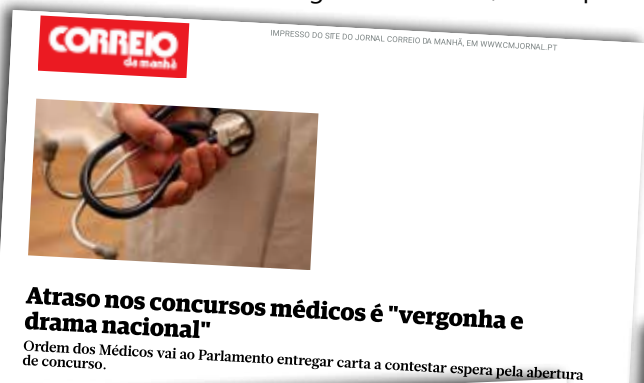 CORREIO
da manhã
IMPRESSO DO SITE DO JORNAL CORREIO DA MANHÃ, EM WWW.CMJORNAL.PT
Atraso nos concursos médicos é "vergonha e
drama nacional"
Ordem dos Médicos vai ao Parlamento entregar carta a contestar espera pela abertura
de concurso.